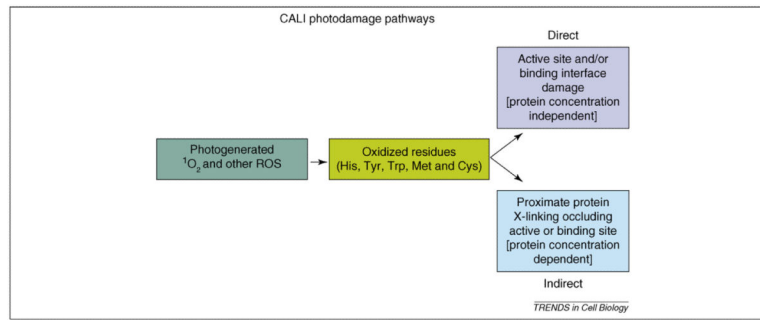 CALI photodamage pathways
Direct
Active site and/or
binding interface
damage
[protein concentration
independent]
Photogenerated
¹O₂ and other ROS
Oxidized residues
(His, Tyr, Trp, Met and Cys)
Proximate protein
X-linking occluding
active or binding site
[protein concentration
dependent]
Indirect
TRENDS in Cell Biology